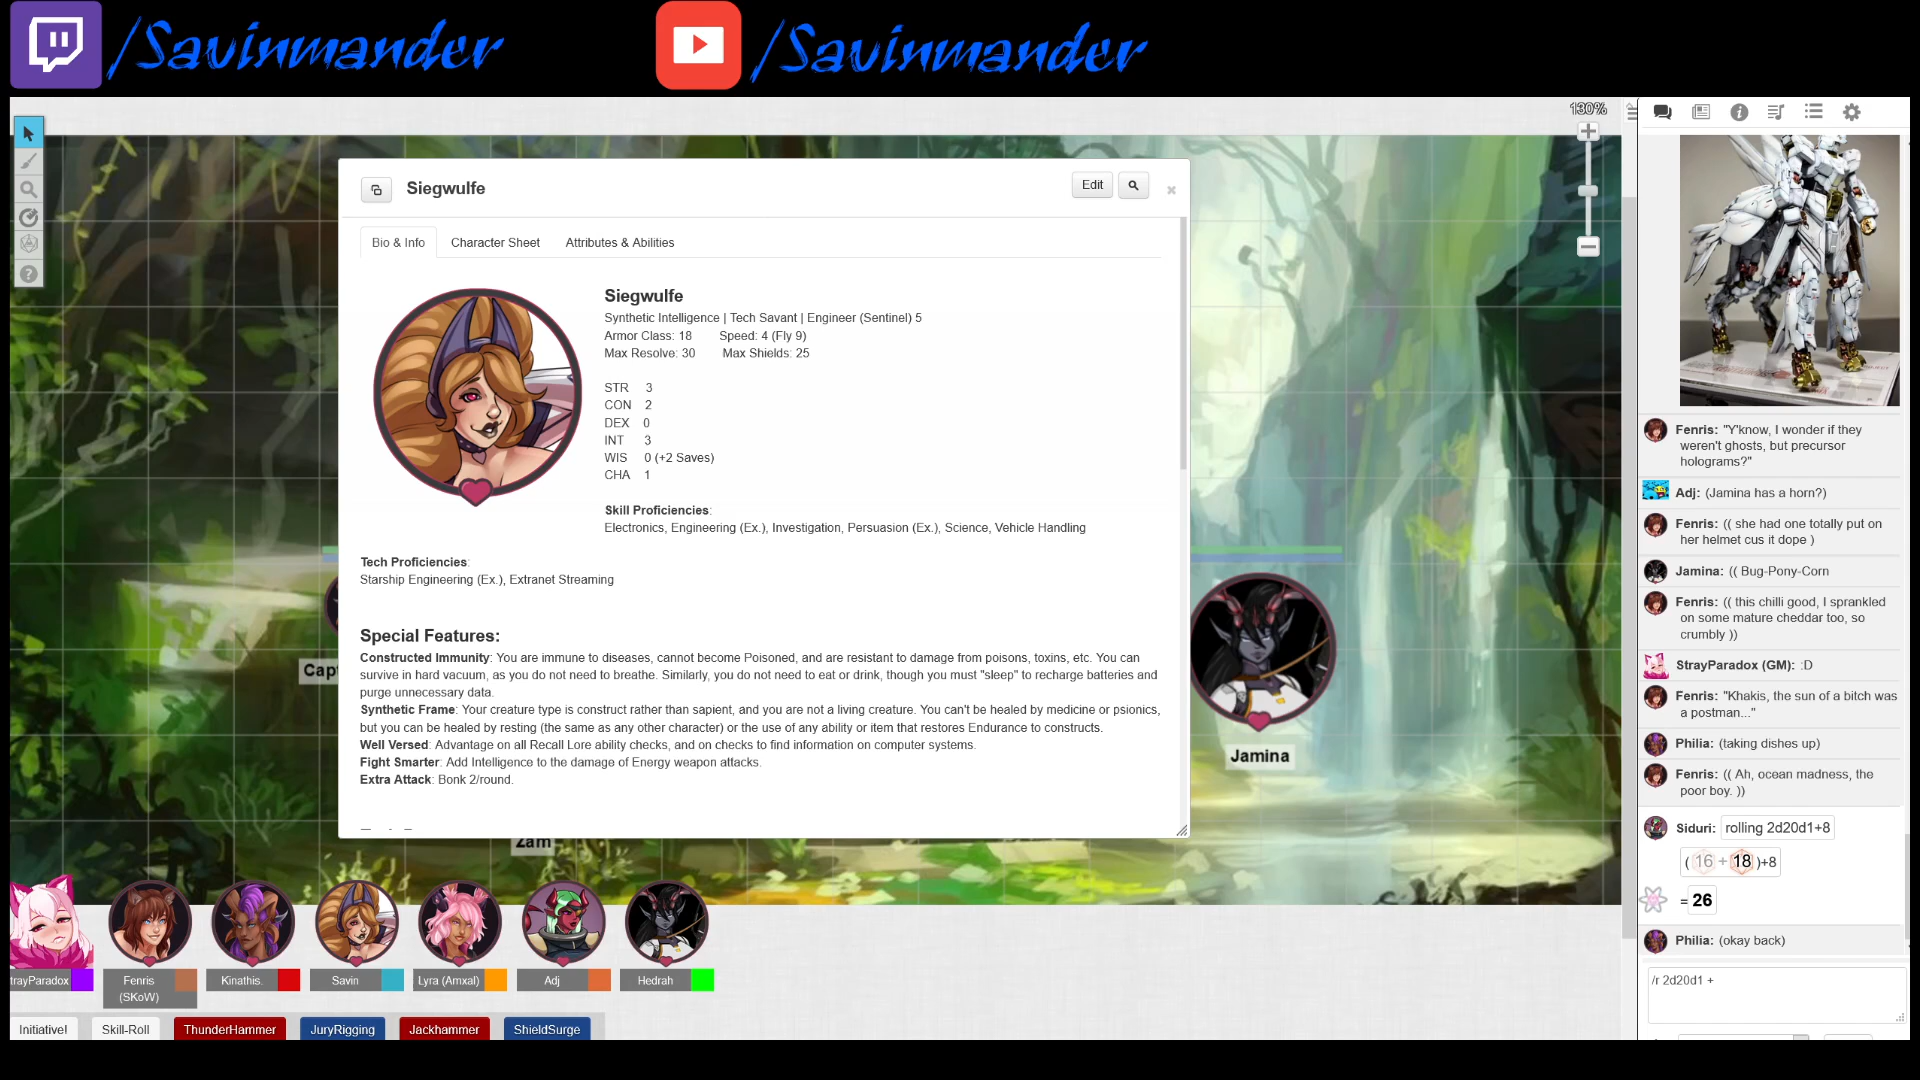 /Savinmander
/Savinmander
130%
Siegwulfe
Edit
Bio & Info
Character Sheet
Attributes & Abilities
Siegwulfe
Synthetic Intelligence | Tech Savant | Engineer (Sentinel) 5
Armor Class: 18 Speed: 4 (Fly 9)
Max Resolve: 30 Max Shields: 25
STR 3
CON 2
DEX 0
INT 3
WIS 0 (+2 Saves)
CHA 1
Skill Proficiencies:
Electronics, Engineering (Ex.), Investigation, Persuasion (Ex.), Science, Vehicle Handling
Tech Proficiencies:
Starship Engineering (Ex.), Extranet Streaming
Special Features:
Constructed Immunity: You are immune to diseases, cannot become Poisoned, and are resistant to damage from poisons, toxins, etc. You can
survive in hard vacuum, as you do not need to breathe. Similarly, you do not need to eat or drink, though you must "sleep" to recharge batteries and
purge unnecessary data.
Synthetic Frame: Your creature type is construct rather than sapient, and you are not a living creature. You can't be healed by medicine or psionics,
but you can be healed by resting (the same as any other character) or the use of any ability or item that restores Endurance to constructs.
Well Versed: Advantage on all Recall Lore ability checks, and on checks to find information on computer systems.
Fight Smarter: Add Intelligence to the damage of Energy weapon attacks.
Extra Attack: Bonk 2/round.
Capt
Zam
Jamina
trayParadox
Fenris
(SKoW)
Kinathis.
Savin
Lyra (Amxal)
Adj
Hedrah
Initiative!
Skill-Roll
ThunderHammer
JuryRigging
Jackhammer
ShieldSurge
Fenris: "Y'know, I wonder if they
weren't ghosts, but precursor
holograms?"
Adj: (Jamina has a horn?)
Fenris: (( she had one totally put on
her helmet cus it dope )
Jamina: (( Bug-Pony-Corn
Fenris: (( this chilli good, I sprankled
on some mature cheddar too, so
crumbly ))
StrayParadox (GM): :D
Fenris: "Khakis, the sun of a bitch was
a postman..."
Philia: (taking dishes up)
Fenris: (( Ah, ocean madness, the
poor boy. ))
Siduri: rolling 2d20d1+8
(16+18)+8
=26
Philia: (okay back)
/r 2d20d1 +